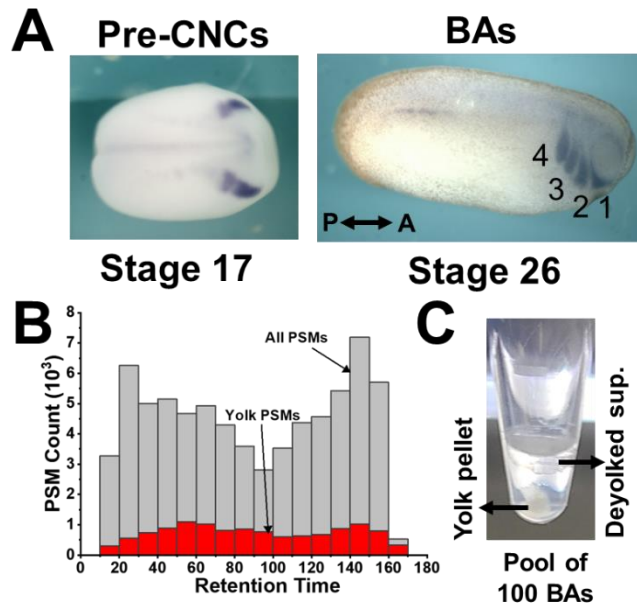 A
Pre-CNCs
BAs
4
3
2
1
P
A
Stage 17
Stage 26
B
PSM Count (10³)
8
7
6
5
4
3
2
1
0
All PSMs
Yolk PSMs
0 20 40 60 80 100 120 140 160 180
Retention Time
C
Yolk pellet
Deyolked sup.
Pool of
100 BAs